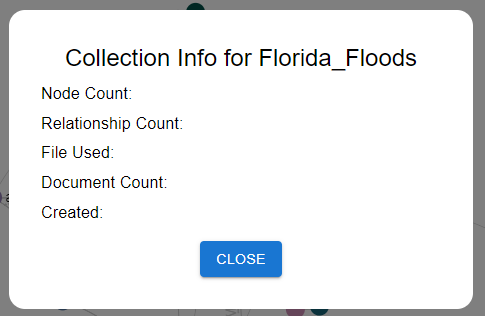 Collection Info for Florida_Floods
Node Count:
Relationship Count:
File Used:
Document Count:
Created:
CLOSE